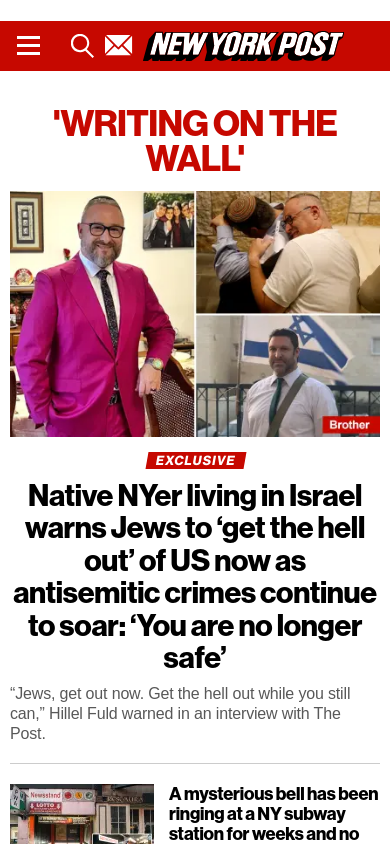 NEW YORK POST
'WRITING ON THE
WALL'
Brother
EXCLUSIVE
Native NYer living in Israel
warns Jews to ‘get the hell
out’ of US now as
antisemitic crimes continue
to soar: ‘You are no longer
safe’
“Jews, get out now. Get the hell out while you still
can,” Hillel Fuld warned in an interview with The
Post.
A mysterious bell has been
ringing at a NY subway
station for weeks and no
Newsstand
LOTTO